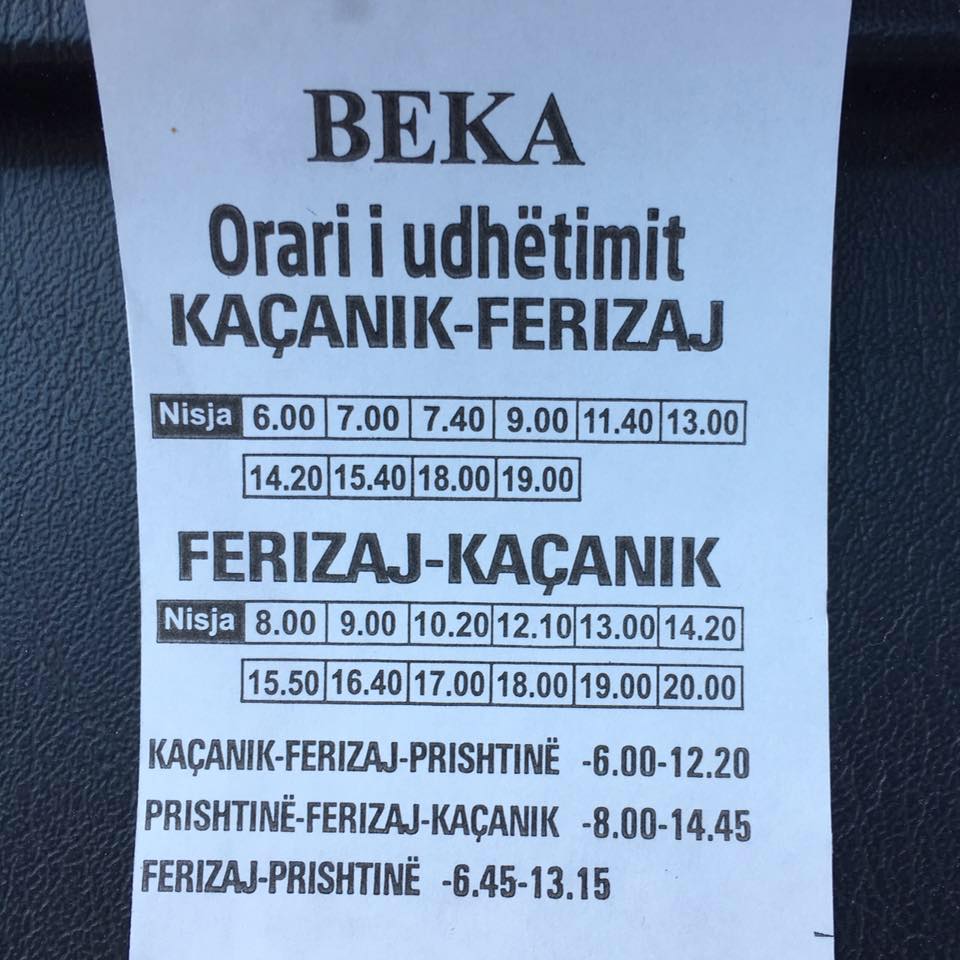 BEKA
Orari i udhëtimit
KAÇANIK-FERIZAJ
Nisja 6.00 7.00 7.40 9.00 11.40 13.00
14.20 15.40 18.00 19.00
FERIZAJ-KAÇANIK
Nisja 8.00 9.00 10.20 12.10 13.00 14.20
15.50 16.40 17.00 18.00 19.00 20.00
KAÇANIK-FERIZAJ-PRISHTINË -6.00-12.20
PRISHTINË-FERIZAJ-KAÇANIK -8.00-14.45
FERIZAJ-PRISHTINË -6.45-13.15